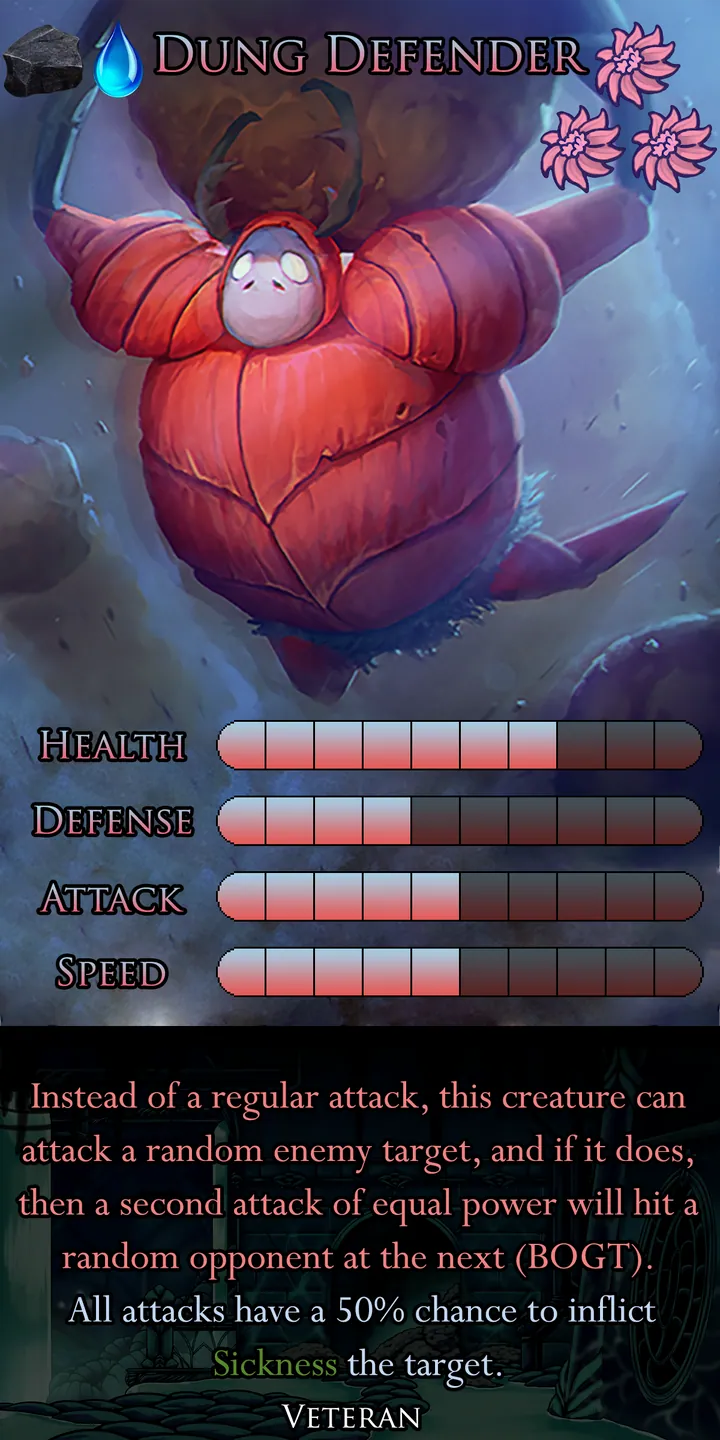 Dung Defender
Health
Defense
Attack
Speed
Instead of a regular attack, this creature can
attack a random enemy target, and if it does,
then a second attack of equal power will hit a
random opponent at the next (BOGT).
All attacks have a 50% chance to inflict
Sickness the target.
Veteran